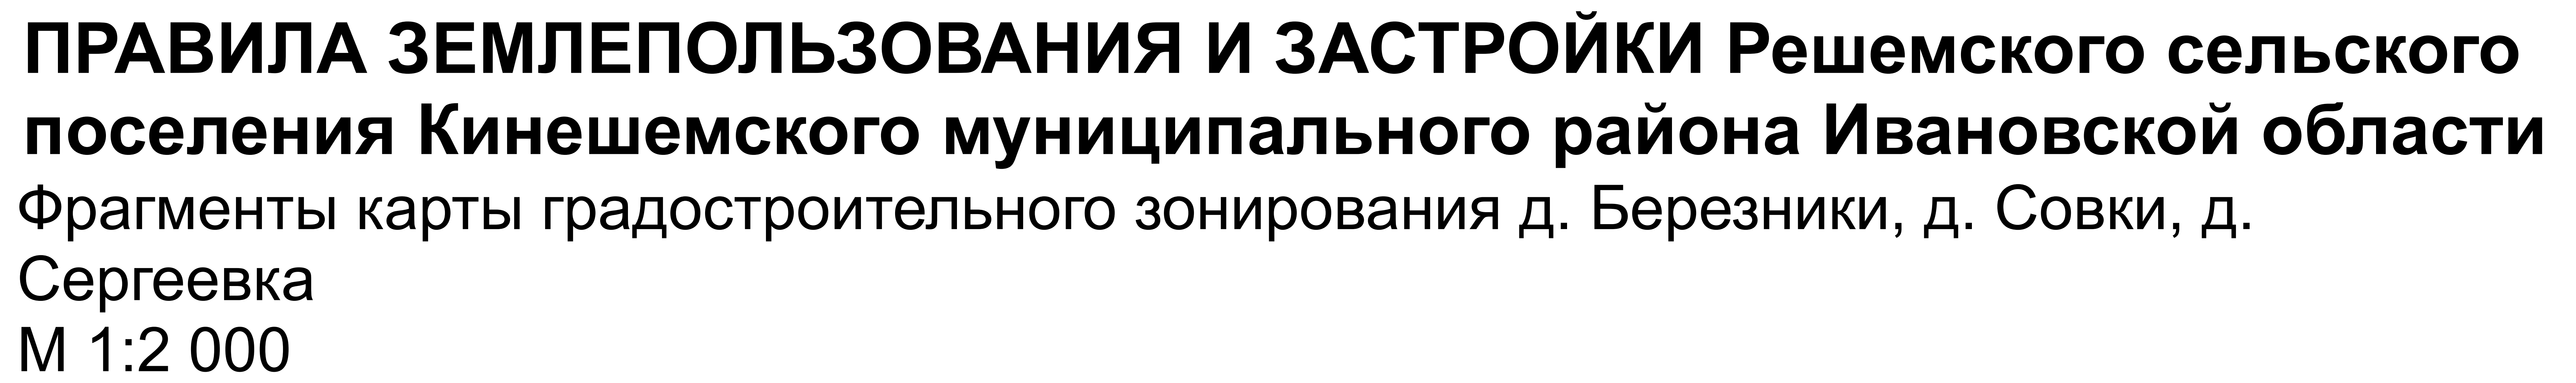 ПРАВИЛА ЗЕМЛЕПОЛЬЗОВАНИЯ И ЗАСТРОЙКИ Решемского сельского
поселения Кинешемского муниципального района Ивановской области
Фрагменты карты градостроительного зонирования д. Березники, д. Совки, д.
Сергеевка
М 1:2 000